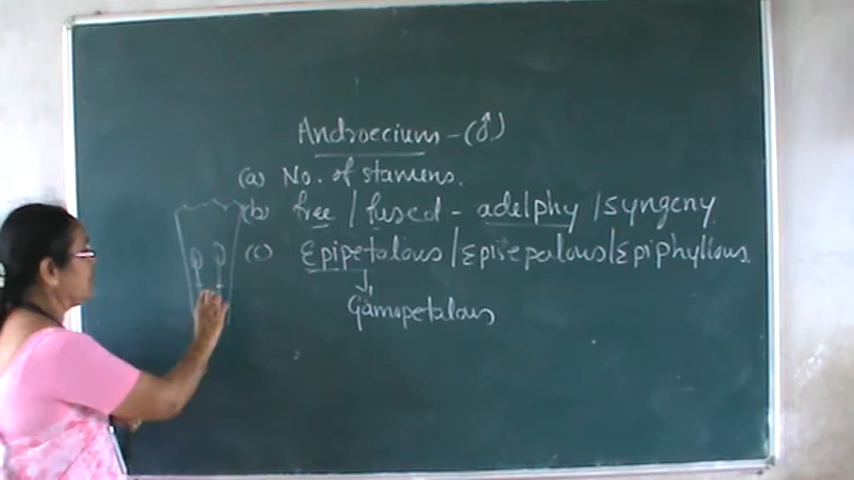 Androecium - (♂)
(a) No. of stamens.
(b) free / fused - adelphy / syngeny
(c) Epipetalous / Episepalous / Epiphyllous.
Gamopetalous